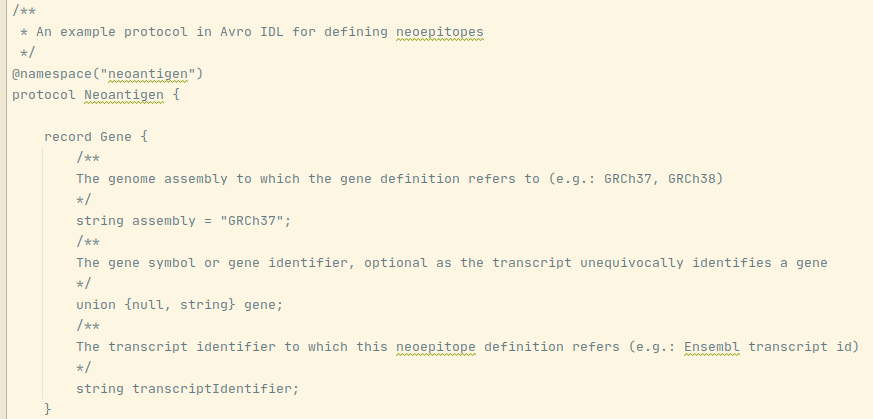 /**
 * An example protocol in Avro IDL for defining neoepitopes
 */
@namespace("neoantigen")
protocol Neoantigen {
    record Gene {
        /**
        The genome assembly to which the gene definition refers to (e.g.: GRCh37, GRCh38)
        */
        string assembly = "GRCh37";
        /**
        The gene symbol or gene identifier, optional as the transcript unequivocally identifies a gene
        */
        union {null, string} gene;
        /**
        The transcript identifier to which this neoepitope definition refers (e.g.: Ensembl transcript id)
        */
        string transcriptIdentifier;
    }